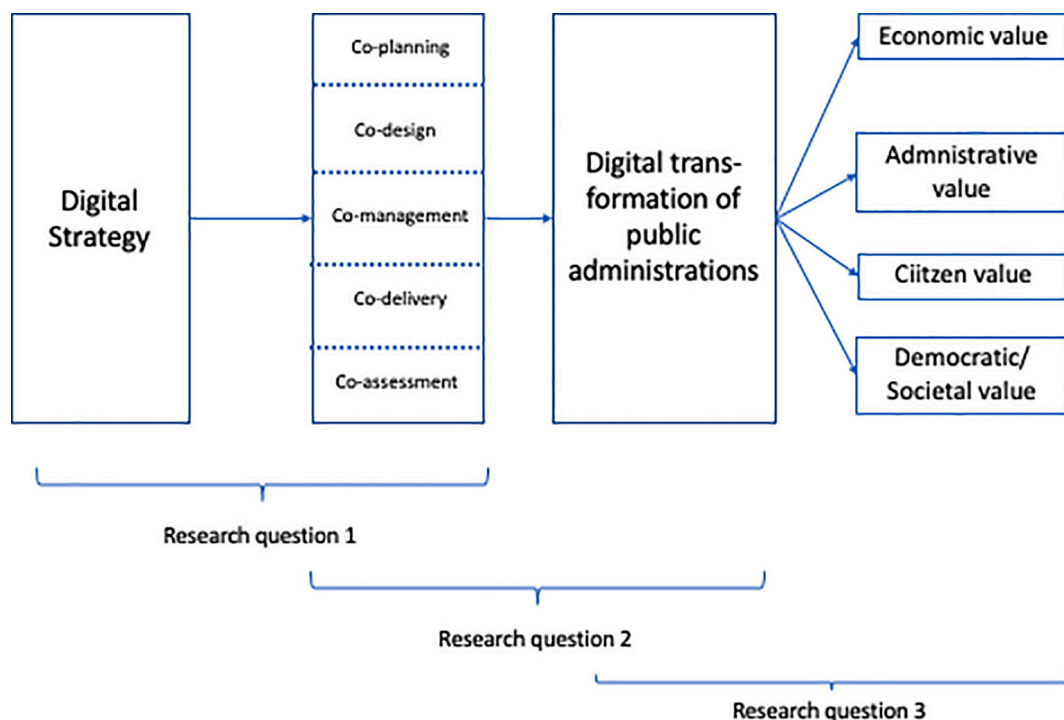 Digital
Strategy
Co-planning
Co-design
Co-management
Co-delivery
Co-assessment
Digital trans-
formation of
public
administrations
Economic value
Admnistrative
value
Ciitzen value
Democratic/
Societal value
Research question 1
Research question 2
Research question 3